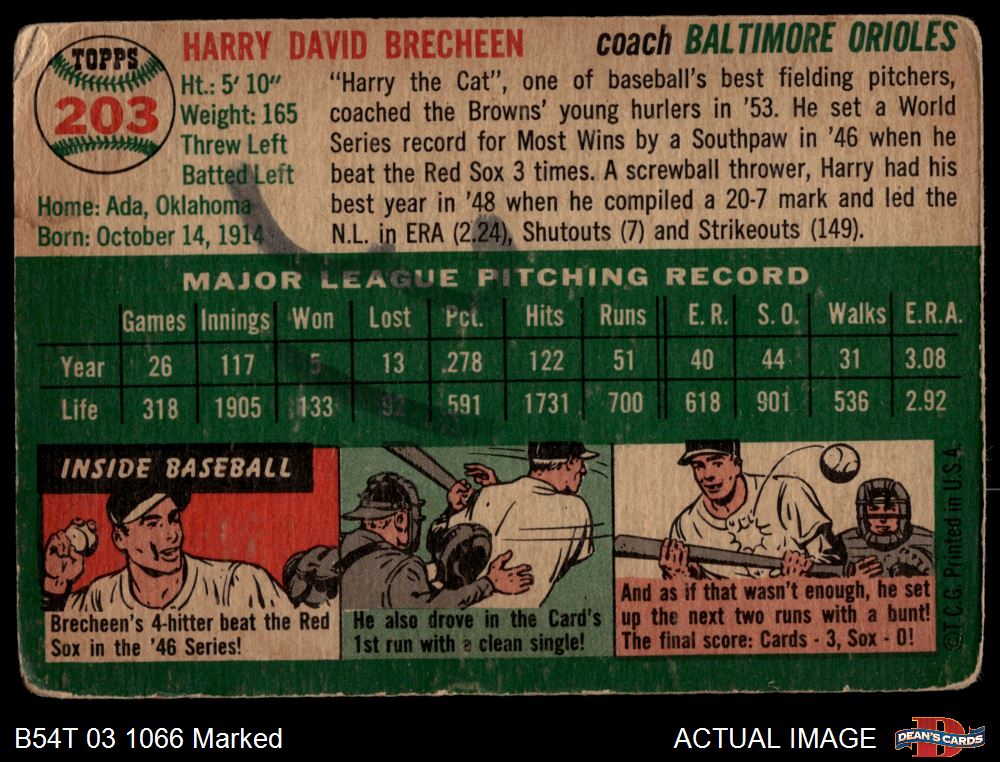 TOPPS
203
HARRY DAVID BRECHEEN
coach BALTIMORE ORIOLES
Ht.: 5' 10"
Weight: 165
Threw Left
Batted Left
Home: Ada, Oklahoma
Born: October 14, 1914
"Harry the Cat", one of baseball's best fielding pitchers,
coached the Browns' young hurlers in '53. He set a World
Series record for Most Wins by a Southpaw in '46 when he
beat the Red Sox 3 times. A screwball thrower, Harry had his
best year in '48 when he compiled a 20-7 mark and led the
N.L. in ERA (2.24), Shutouts (7) and Strikeouts (149).
MAJOR LEAGUE PITCHING RECORD
Games Innings Won Lost Pct. Hits Runs E. R. S. O. Walks E.R.A.
Year 26 117 5 13 .278 122 51 40 44 31 3.08
Life 318 1905 133 92 591 1731 700 618 901 536 2.92
INSIDE BASEBALL
Brecheen's 4-hitter beat the Red
Sox in the '46 Series!
He also drove in the Card's
1st run with a clean single!
And as if that wasn't enough, he set
up the next two runs with a bunt!
The final score: Cards - 3, Sox - 0!
©T.C.G. Printed in U.S.A.
B54T 03 1066 Marked
ACTUAL IMAGE
D
DEAN'S CARDS